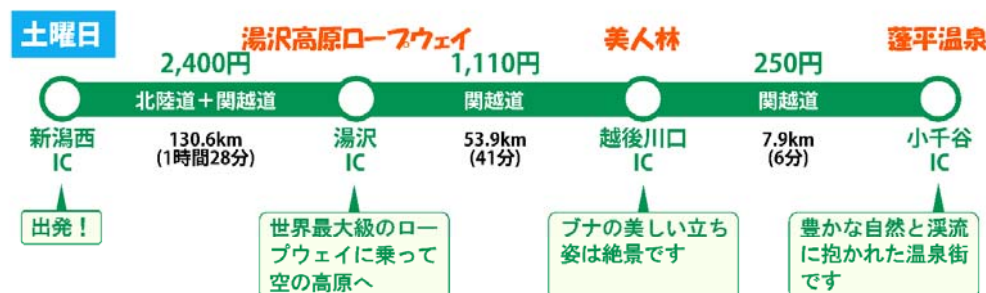 土曜日
湯沢高原ロープウェイ
美人林
蓬平温泉
2,400円
1,110円
250円
北陸道＋関越道
関越道
関越道
新潟西
IC
130.6km
(1時間28分)
湯沢
IC
53.9km
(41分)
越後川口
IC
7.9km
(6分)
小千谷
IC
出発！
世界最大級のロー
プウェイに乗って
空の高原へ
ブナの美しい立ち
姿は絶景です
豊かな自然と渓流
に抱かれた温泉街
です